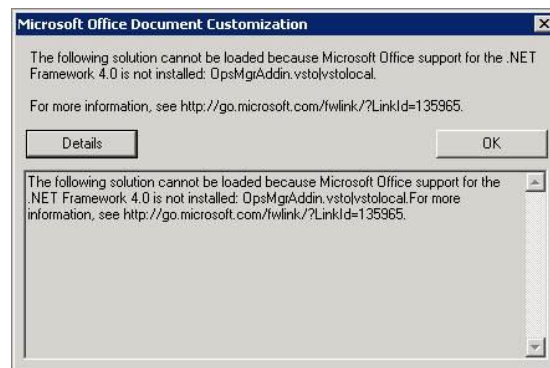 Microsoft Office Document Customization
The following solution cannot be loaded because Microsoft Office support for the .NET
Framework 4.0 is not installed: OpsMgrAddin.vsto|vstolocal.
For more information, see http://go.microsoft.com/fwlink/?LinkId=135965.
Details
OK
The following solution cannot be loaded because Microsoft Office support for the
.NET Framework 4.0 is not installed: OpsMgrAddin.vsto|vstolocal.For more
information, see http://go.microsoft.com/fwlink/?LinkId=135965.